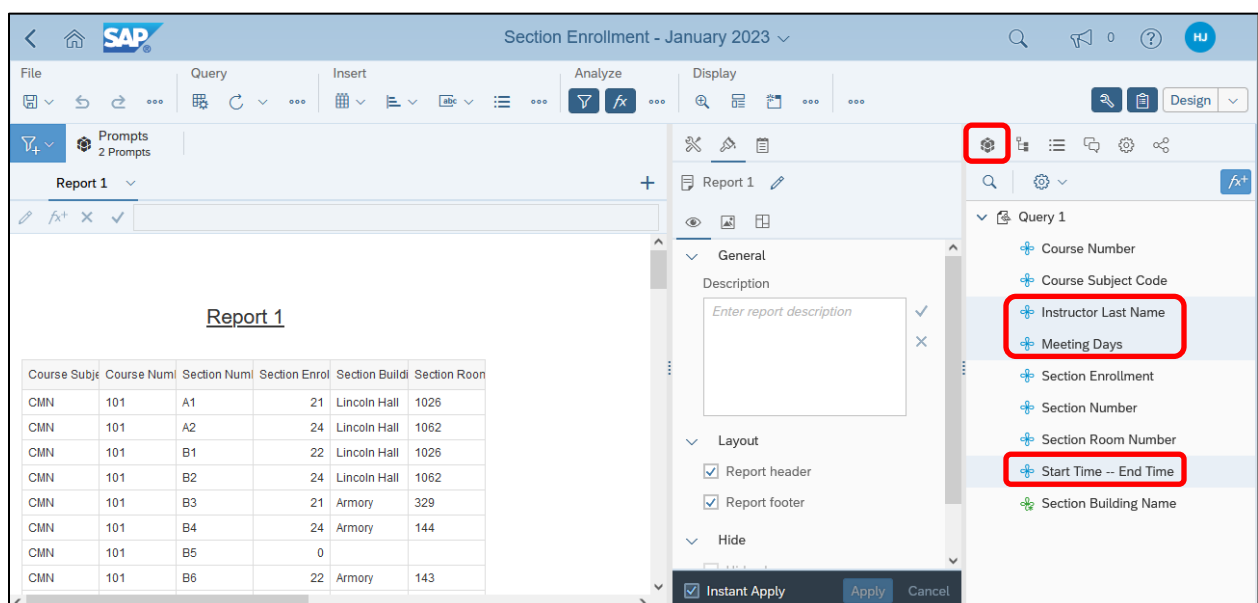 SAP
Section Enrollment - January 2023
0
HJ
File Query Insert Analyze Display
abc
fx
Design
Prompts
2 Prompts
Report 1
Report 1
fx+
fx+
Query 1
General
Course Number
Description
Course Subject Code
Enter report description
Instructor Last Name
Meeting Days
Section Enrollment
Section Number
Section Room Number
Start Time -- End Time
Section Building Name
Report 1
Course Subje Course Numl Section Numl Section Enrol Section Buildi Section Room
CMN 101 A1 21 Lincoln Hall 1026
CMN 101 A2 24 Lincoln Hall 1062
CMN 101 B1 22 Lincoln Hall 1026
CMN 101 B2 24 Lincoln Hall 1062
CMN 101 B3 21 Armory 329
CMN 101 B4 24 Armory 144
CMN 101 B5 0
CMN 101 B6 22 Armory 143
Layout
Report header
Report footer
Hide
Instant Apply Apply Cancel